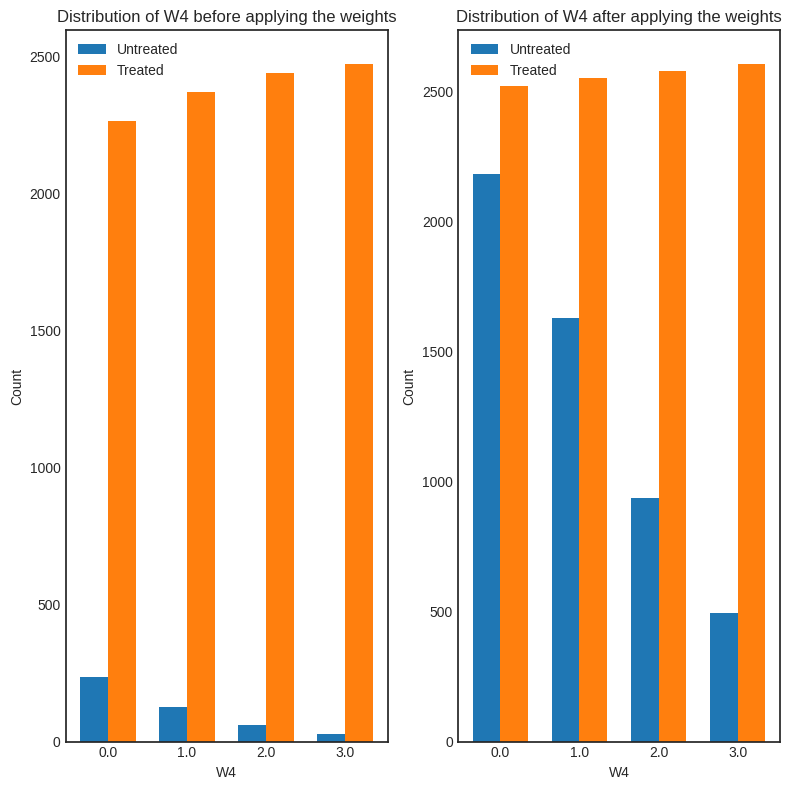 Distribution of W4 before applying the weights
Untreated
Treated
2500
2000
1500
1000
500
0
Count
0.0 1.0 2.0 3.0
W4
Distribution of W4 after applying the weights
Untreated
Treated
2500
2000
1500
1000
500
0
Count
0.0 1.0 2.0 3.0
W4